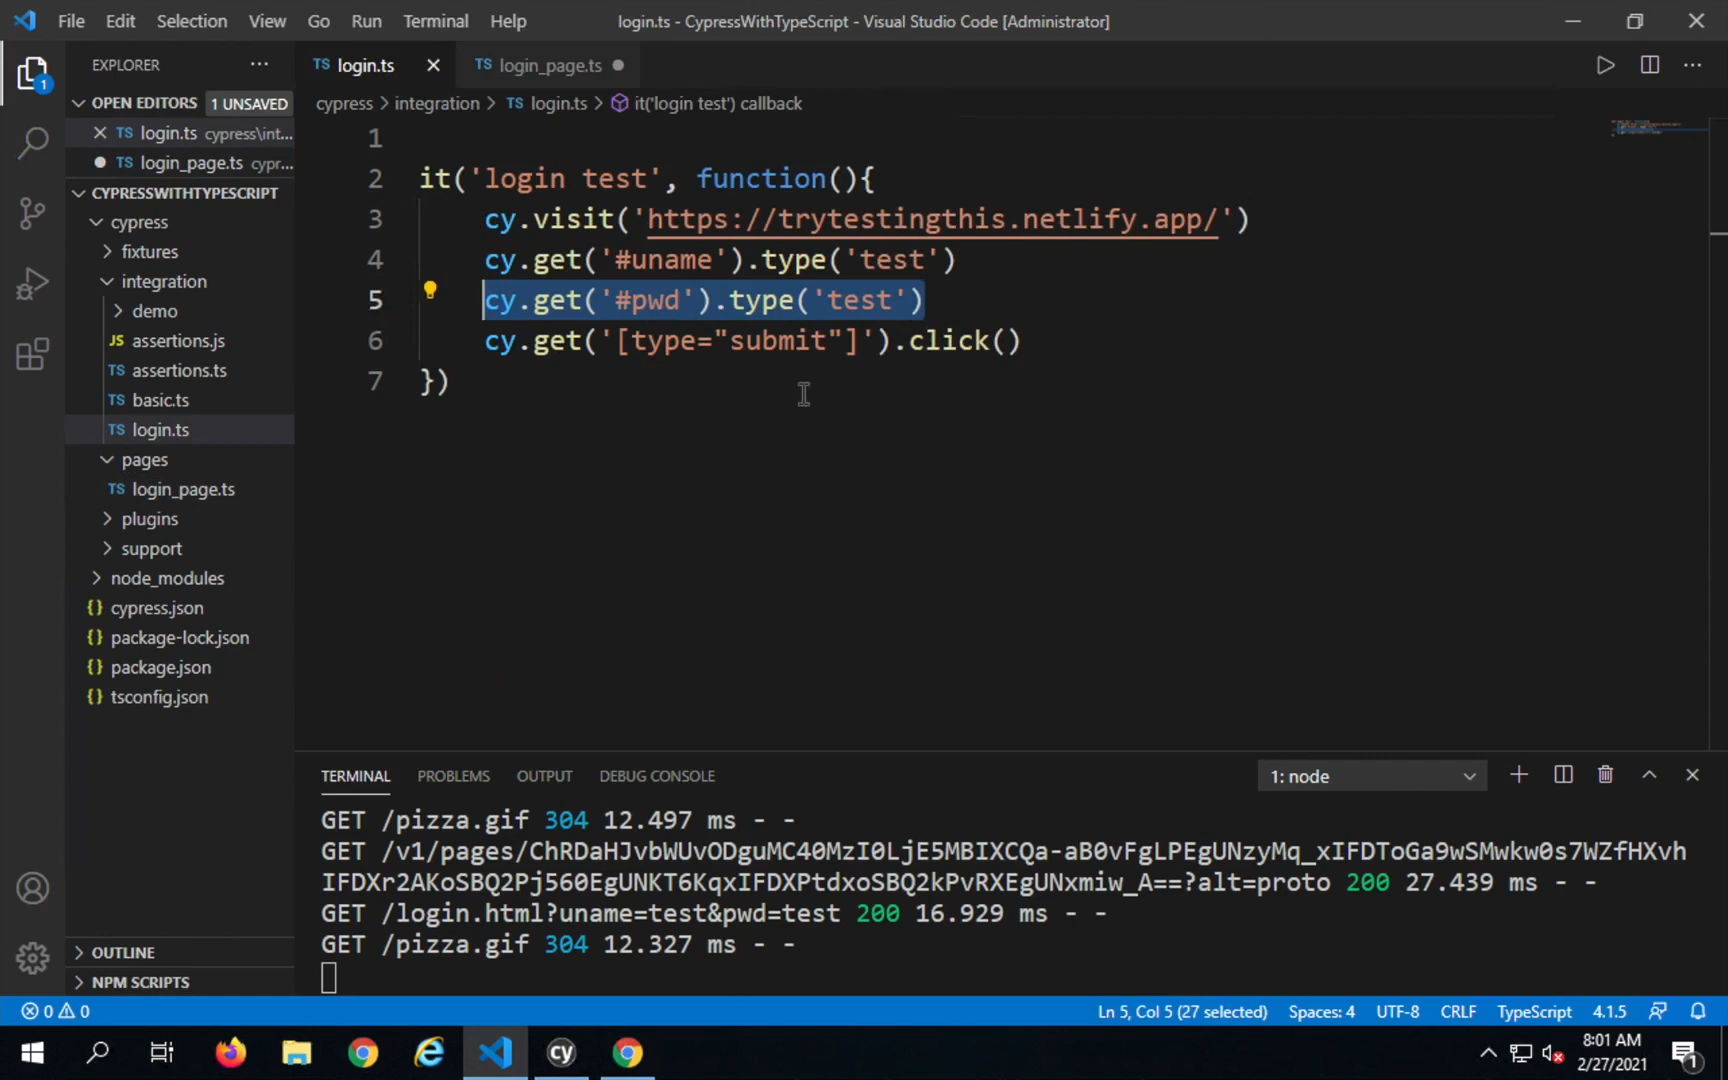 File Edit Selection View Go Run Terminal Help login.ts - CypressWithTypeScript - Visual Studio Code [Administrator]
EXPLORER ···
TS login.ts
TS login_page.ts
1
OPEN EDITORS 1 UNSAVED
TS login.ts cypress\int...
TS login_page.ts cypr...
CYPRESSWITHTYPESCRIPT
cypress
fixtures
integration
demo
JS assertions.js
TS assertions.ts
TS basic.ts
TS login.ts
pages
TS login_page.ts
plugins
support
node_modules
{} cypress.json
{} package-lock.json
{} package.json
{} tsconfig.json
OUTLINE
NPM SCRIPTS
cypress > integration > TS login.ts > it('login test') callback
1
2 it('login test', function(){
3 cy.visit('https://trytestingthis.netlify.app/')
4 cy.get('#uname').type('test')
5 cy.get('#pwd').type('test')
6 cy.get('[type="submit"]').click()
7 })
TERMINAL PROBLEMS OUTPUT DEBUG CONSOLE 1: node
GET /pizza.gif 304 12.497 ms - -
GET /v1/pages/ChRDaHJvbWUvODguMC40MzI0LjE5MBIXCQa-aB0vFgLPEgUNzyMq_xIFDToGa9wSMwkw0s7WZfHXvh
IFDXr2AKoSBQ2Pj560EgUNKT6KqxIFDXPtdxoSBQ2kPvRXEgUNxmiw_A==?alt=proto 200 27.439 ms - -
GET /login.html?uname=test&pwd=test 200 16.929 ms - -
GET /pizza.gif 304 12.327 ms - -
0 0 Ln 5, Col 5 (27 selected) Spaces: 4 UTF-8 CRLF TypeScript 4.1.5
cy
8:01 AM
2/27/2021
1